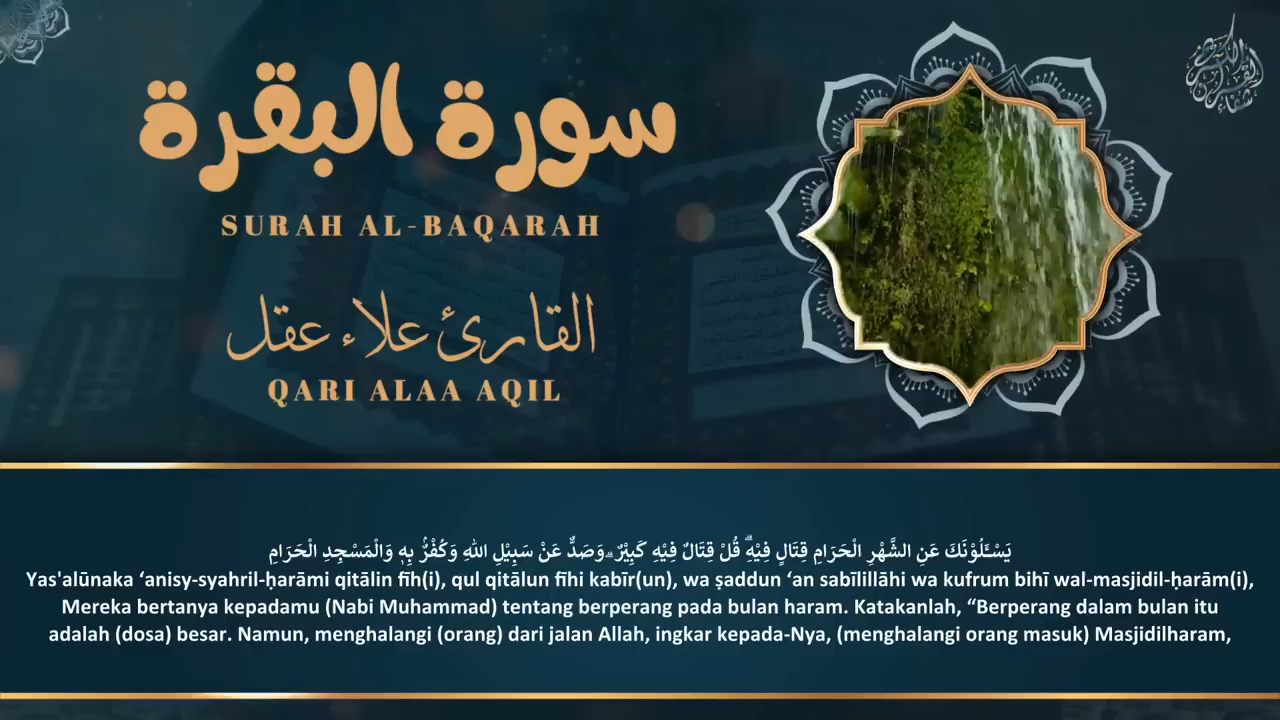 سورة البقرة
SURAH AL-BAQARAH
القارئ علاء عقل
QARI ALAA AQIL
يَسْـَٔلُوْنَكَ عَنِ الشَّهْرِ الْحَرَامِ قِتَالٍ فِيْهِۗ قُلْ قِتَالٌ فِيْهِ كَبِيْرٌ ۗ وَصَدٌّ عَنْ سَبِيْلِ اللّٰهِ وَكُفْرٌۢ بِهٖ وَالْمَسْجِدِ الْحَرَامِ
Yas'alūnaka ‘anisy-syahril-ḥarāmi qitālin fīh(i), qul qitālun fīhi kabīr(un), wa ṣaddun ‘an sabīlillāhi wa kufrum bihī wal-masjidil-ḥarām(i),
Mereka bertanya kepadamu (Nabi Muhammad) tentang berperang pada bulan haram. Katakanlah, “Berperang dalam bulan itu
adalah (dosa) besar. Namun, menghalangi (orang) dari jalan Allah, ingkar kepada-Nya, (menghalangi orang masuk) Masjidilharam,